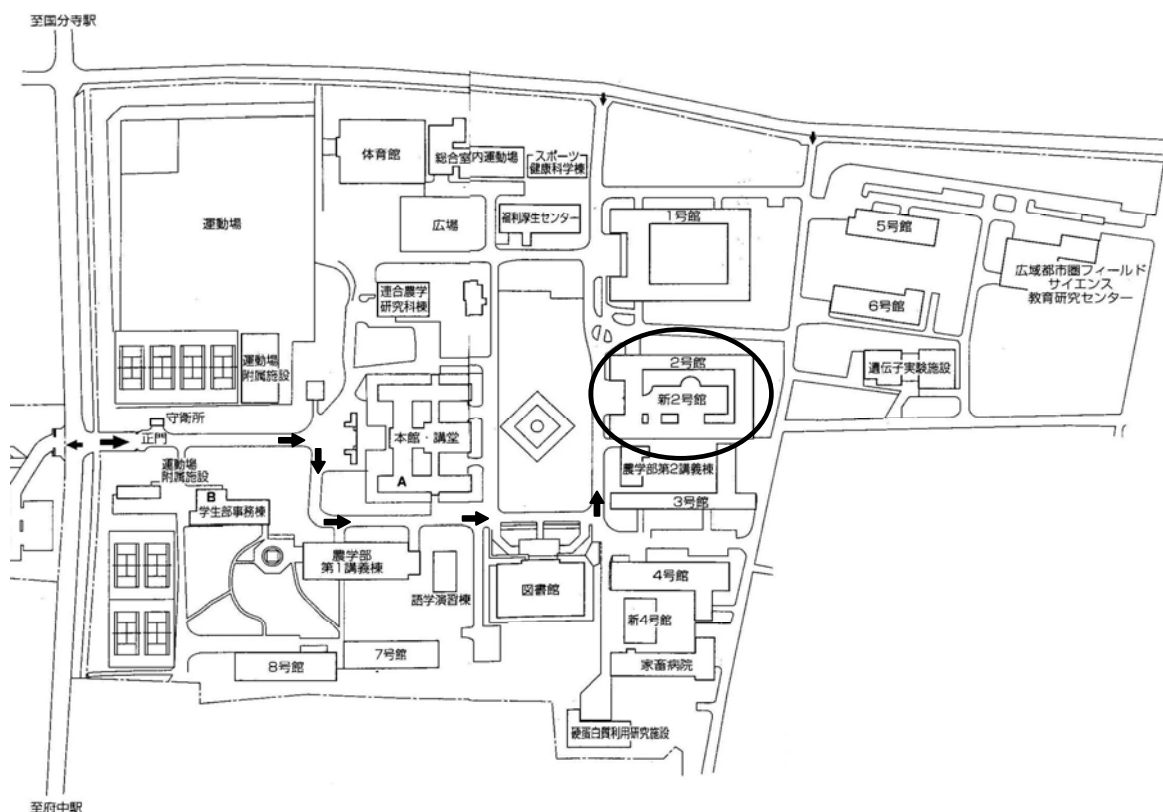 至国分寺駅
体育館
総合室内運動場
スポーツ
健康科学棟
運動場
広場
福利厚生センター
1号館
5号館
広域都市圏フィールド
サイエンス
教育研究センター
連合農学
研究科棟
6号館
運動場
附属施設
2号館
新2号館
遺伝子実験施設
守衛所
正門
本館・講堂
A
農学部第2講義棟
3号館
運動場
附属施設
B
学生部事務棟
農学部
第1講義棟
語学演習棟
図書館
4号館
新4号館
7号館
8号館
家畜病院
硬蛋白質利用研究施設
至府中駅